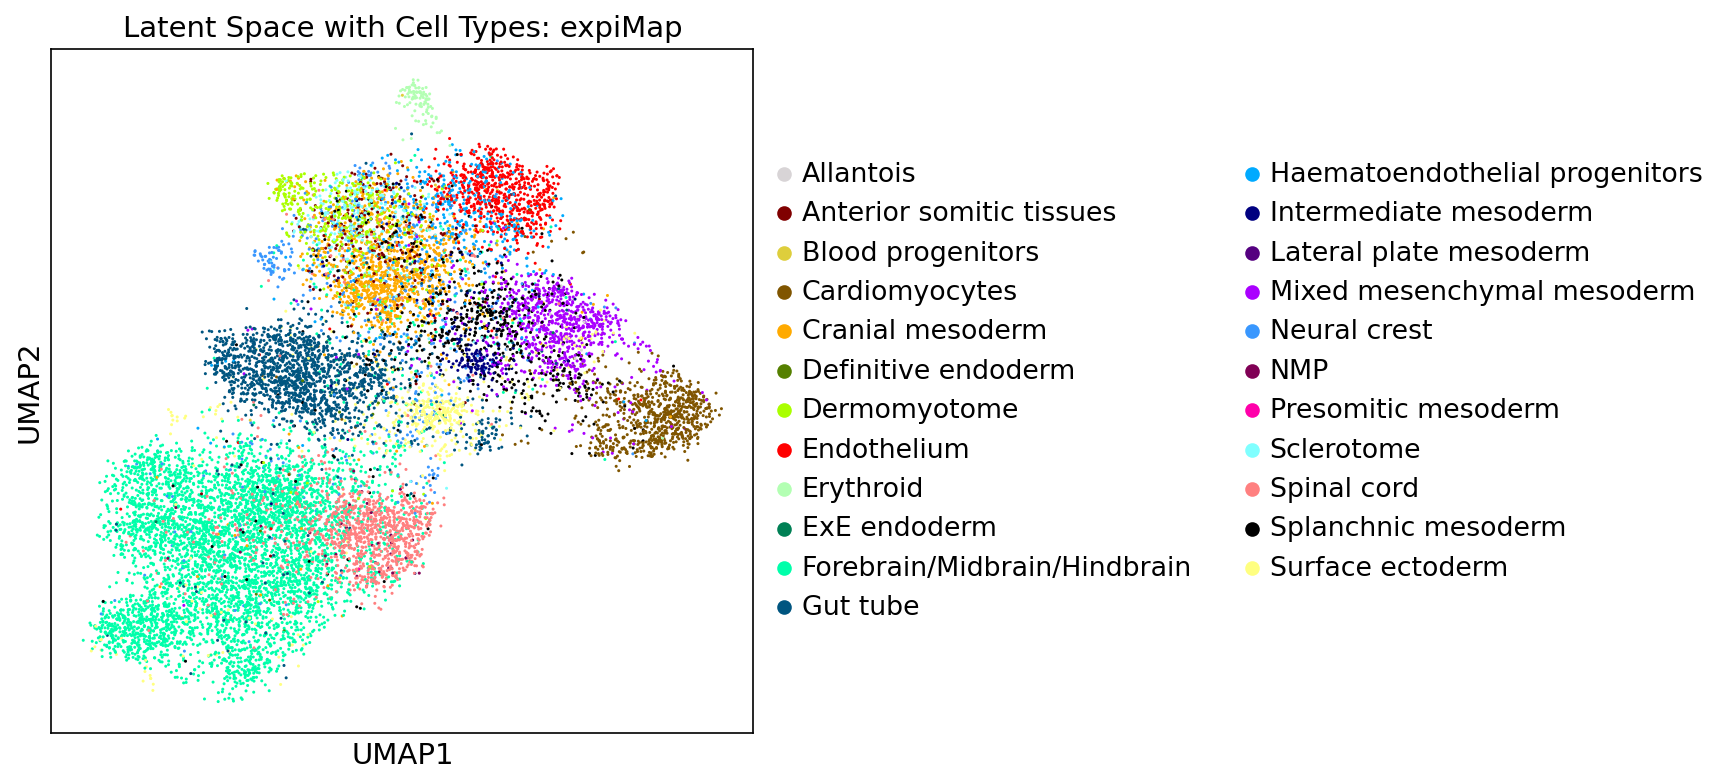 Latent Space with Cell Types: expiMap
UMAP2
UMAP1
Allantois
Anterior somitic tissues
Blood progenitors
Cardiomyocytes
Cranial mesoderm
Definitive endoderm
Dermomyotome
Endothelium
Erythroid
ExE endoderm
Forebrain/Midbrain/Hindbrain
Gut tube
Haematoendothelial progenitors
Intermediate mesoderm
Lateral plate mesoderm
Mixed mesenchymal mesoderm
Neural crest
NMP
Presomitic mesoderm
Sclerotome
Spinal cord
Splanchnic mesoderm
Surface ectoderm